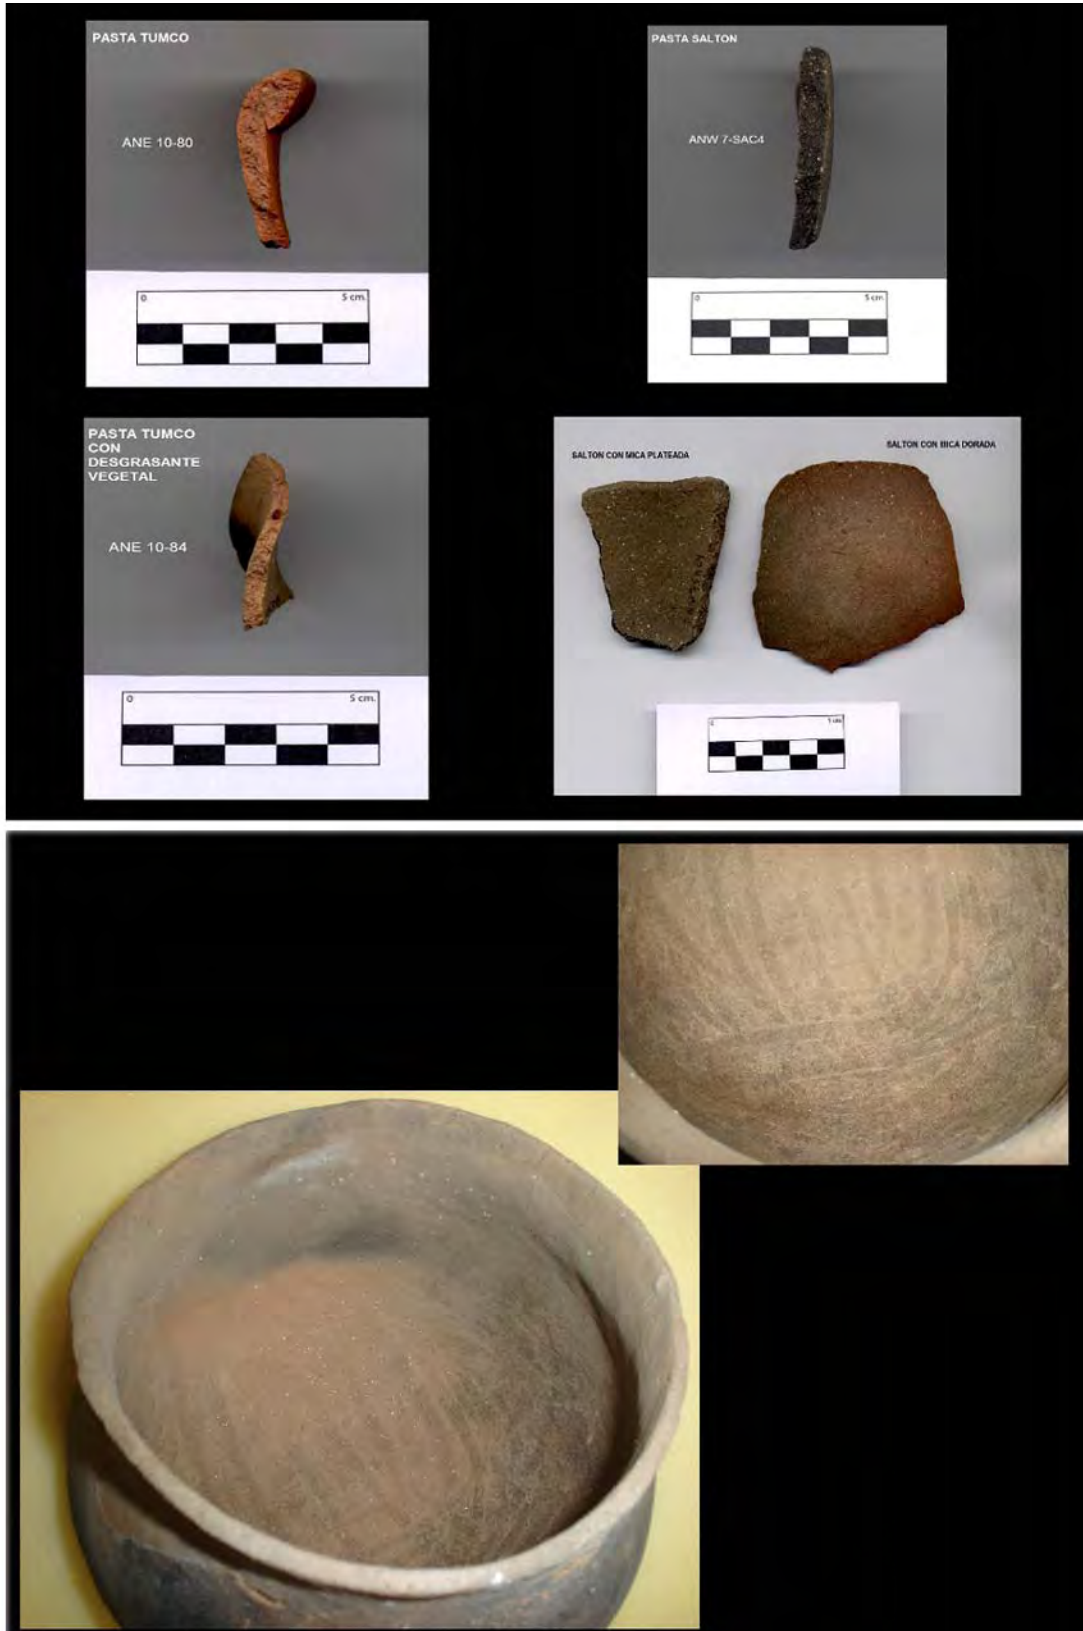 PASTA TUMCO
ANE 10-80
0 5 cm.
PASTA SALTON
ANW 7-SAC4
0 5 cm.
PASTA TUMCO
CON
DESGRASANTE
VEGETAL
ANE 10-84
0 5 cm.
SALTON CON MICA PLATEADA
SALTON CON MICA DORADA